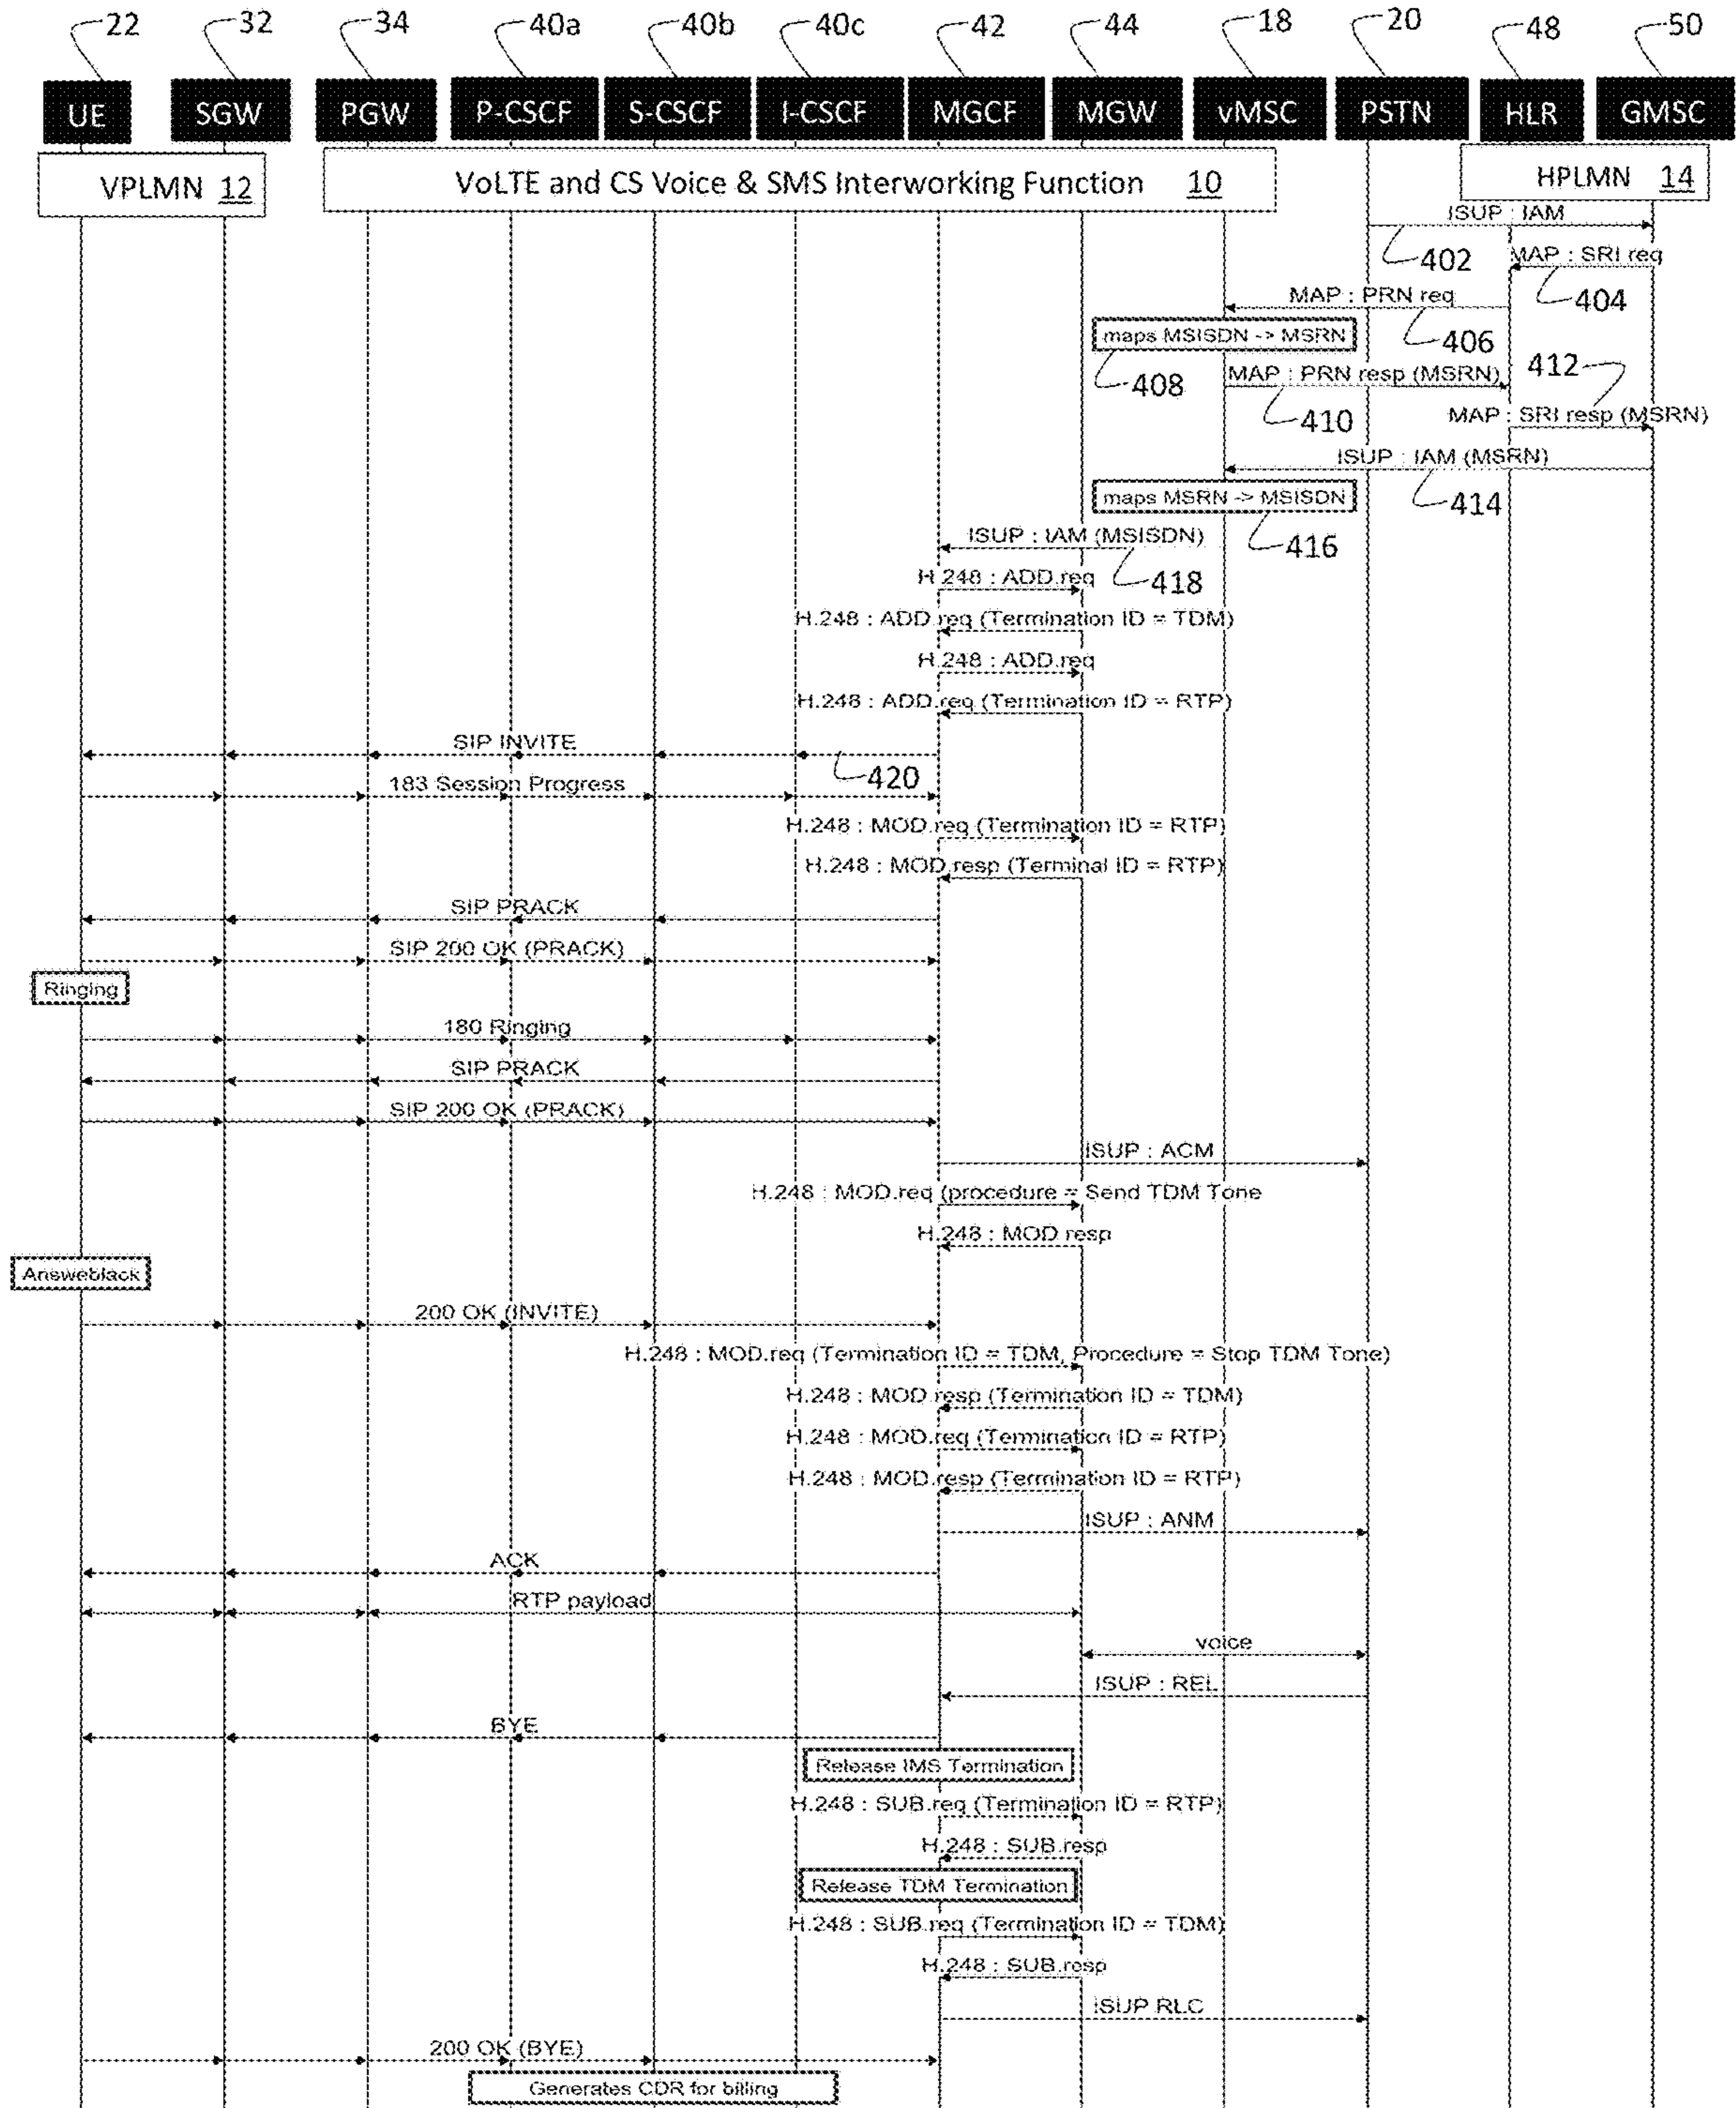 22 32 34 40a 40b 40c 42 44 18 20 48 50
UE SGW PGW P-CSCF S-CSCF I-CSCF MGCF MGW vMSC PSTN HLR GMSC
VPLMN 12 VoLTE and CS Voice & SMS Interworking Function 10 HPLMN 14
ISUP : IAM
402
MAP : SRI req
404
MAP : PRN req
406
maps MSISDN -> MSRN
408
412
MAP : PRN resp (MSRN)
410
MAP : SRI resp (MSRN)
ISUP : IAM (MSRN)
414
maps MSRN -> MSISDN
416
ISUP : IAM (MSISDN)
418
H.248 : ADD.req
H.248 : ADD.req (Termination ID = TDM)
H.248 : ADD.req
H.248 : ADD.req (Termination ID = RTP)
SIP INVITE
420
183 Session Progress
H.248 : MOD.req (Termination ID = RTP)
H.248 : MOD.resp (Terminal ID = RTP)
SIP PRACK
SIP 200 OK (PRACK)
Ringing
180 Ringing
SIP PRACK
SIP 200 OK (PRACK)
ISUP : ACM
H.248 : MOD.req (procedure = Send TDM Tone
H.248 : MOD.resp
Answeblack
200 OK (INVITE)
H.248 : MOD.req (Termination ID = TDM, Procedure = Stop TDM Tone)
H.248 : MOD.resp (Termination ID = TDM)
H.248 : MOD.req (Termination ID = RTP)
H.248 : MOD.resp (Termination ID = RTP)
ISUP : ANM
ACK
RTP payload
voice
ISUP : REL
BYE
Release IMS Termination
H.248 : SUB.req (Termination ID = RTP)
H.248 : SUB.resp
Release TDM Termination
H.248 : SUB.req (Termination ID = TDM)
H.248 : SUB.resp
ISUP RLC
200 OK (BYE)
Generates CDR for billing